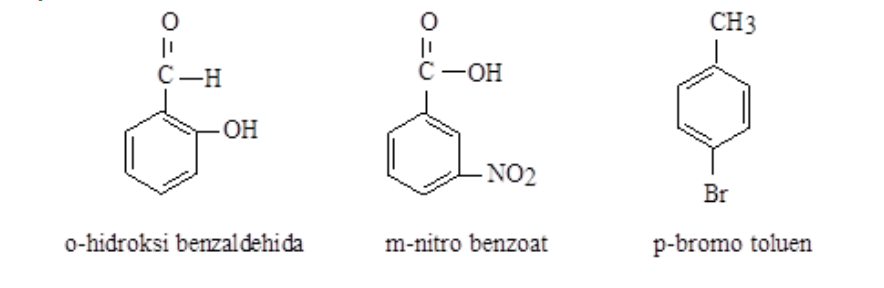 O O CH3
C H C OH
OH
NO2
Br
o-hidroksi benzaldehida m-nitro benzoat p-bromo toluen